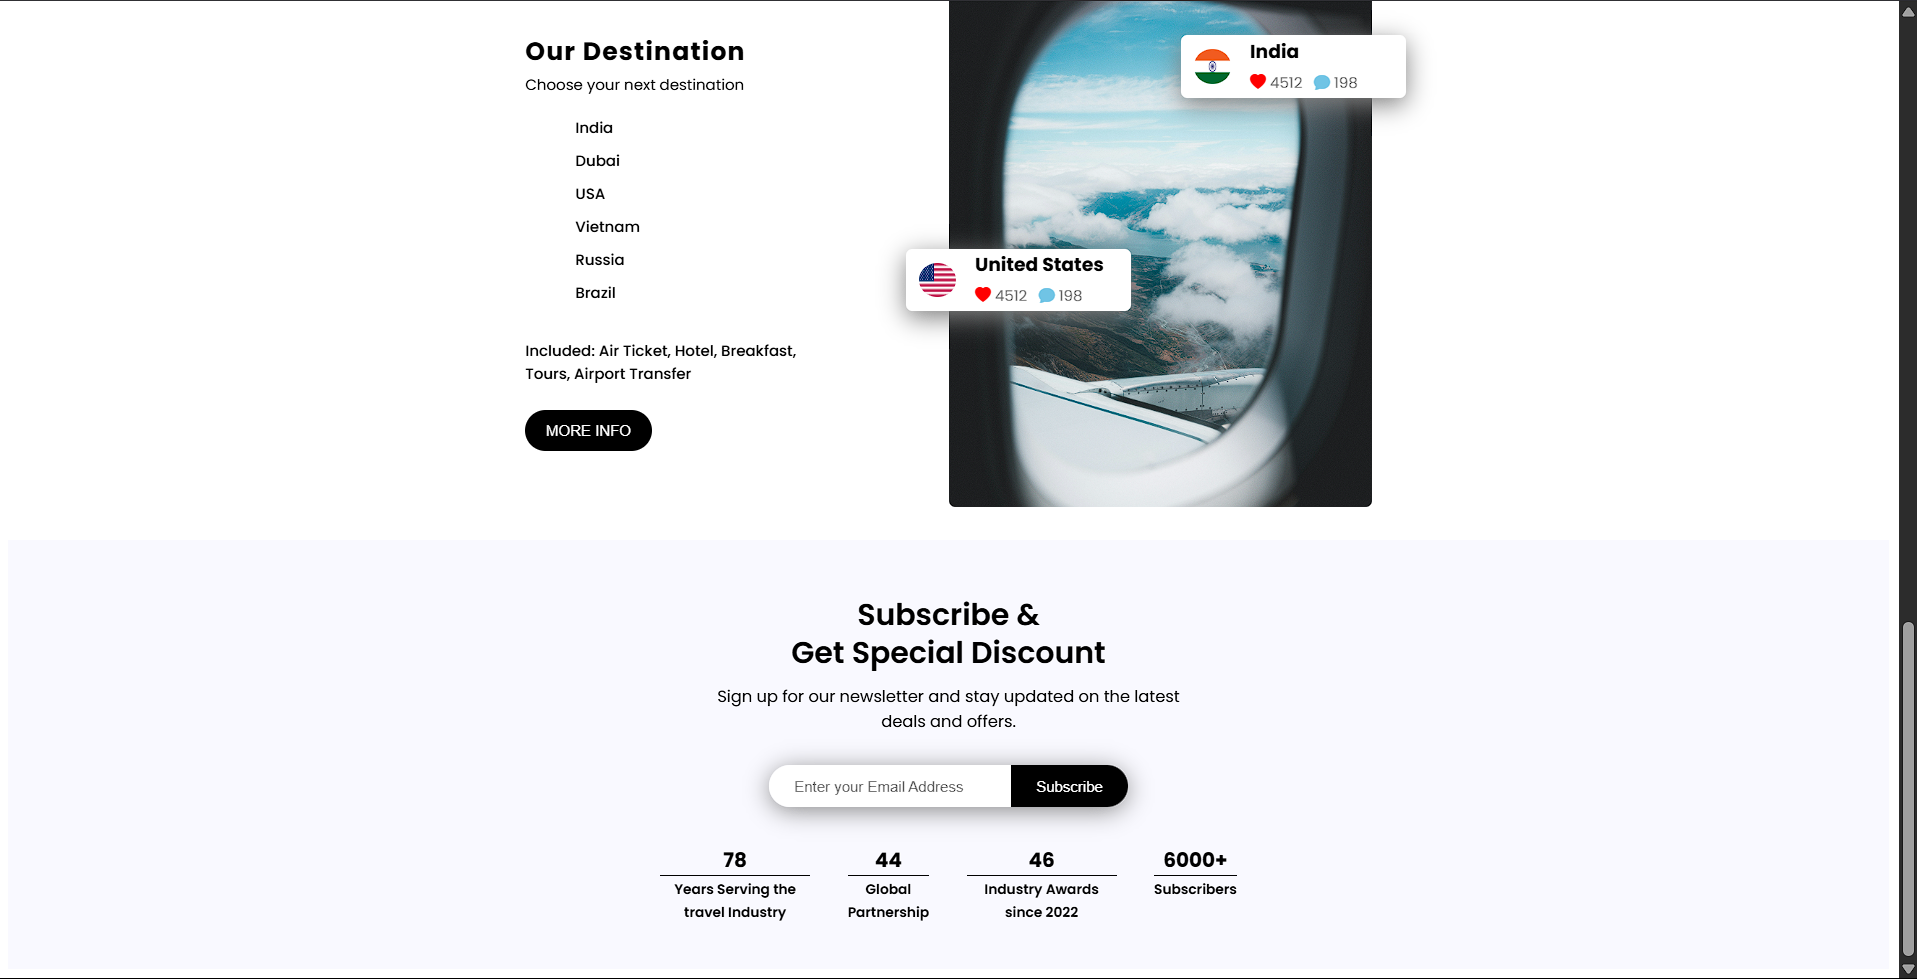 Our Destination
Choose your next destination
India
Dubai
USA
Vietnam
Russia
Brazil
Included: Air Ticket, Hotel, Breakfast,
Tours, Airport Transfer
MORE INFO
India
4512 198
United States
4512 198
Subscribe &
Get Special Discount
Sign up for our newsletter and stay updated on the latest
deals and offers.
Enter your Email Address
Subscribe
78
Years Serving the
travel Industry
44
Global
Partnership
46
Industry Awards
since 2022
6000+
Subscribers